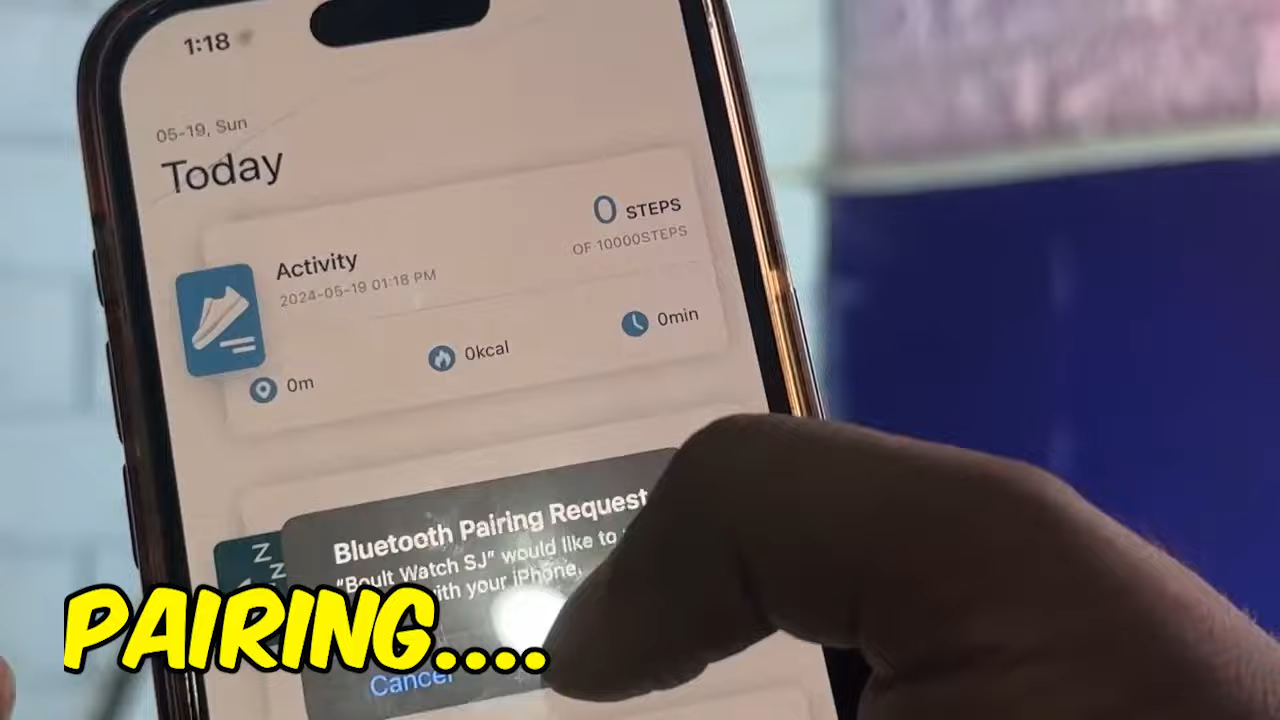 1:18
05-19, Sun
Today
0 STEPS
OF 10000STEPS
Activity
2024-05-19 01:18 PM
0m
0kcal
0min
Bluetooth Pairing Request
"Boult Watch SJ" would like to
with your iPhone.
Cancel
Z
Z
PAIRING....